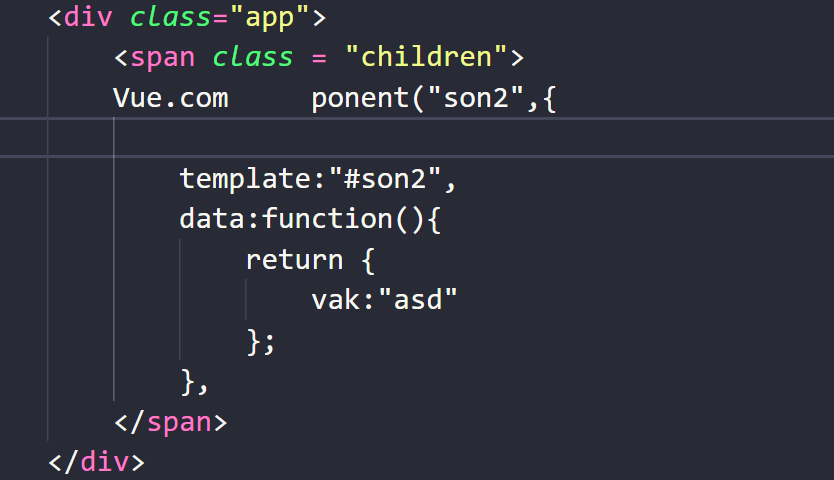 <div class="app">
<span class = "children">
Vue.com     ponent("son2",{
template:"#son2",
data:function(){
return {
vak:"asd"
};
},
</span>
</div>